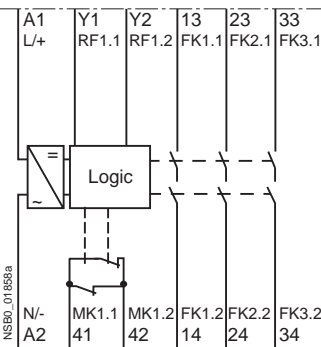 A1 Y1 Y2 13 23 33
L/+ RF1.1 RF1.2 FK1.1 FK2.1 FK3.1
=
~
Logic
N/- MK1.1 MK1.2 FK1.2 FK2.2 FK3.2
A2 41 42 14 24 34
NSB0_01858a